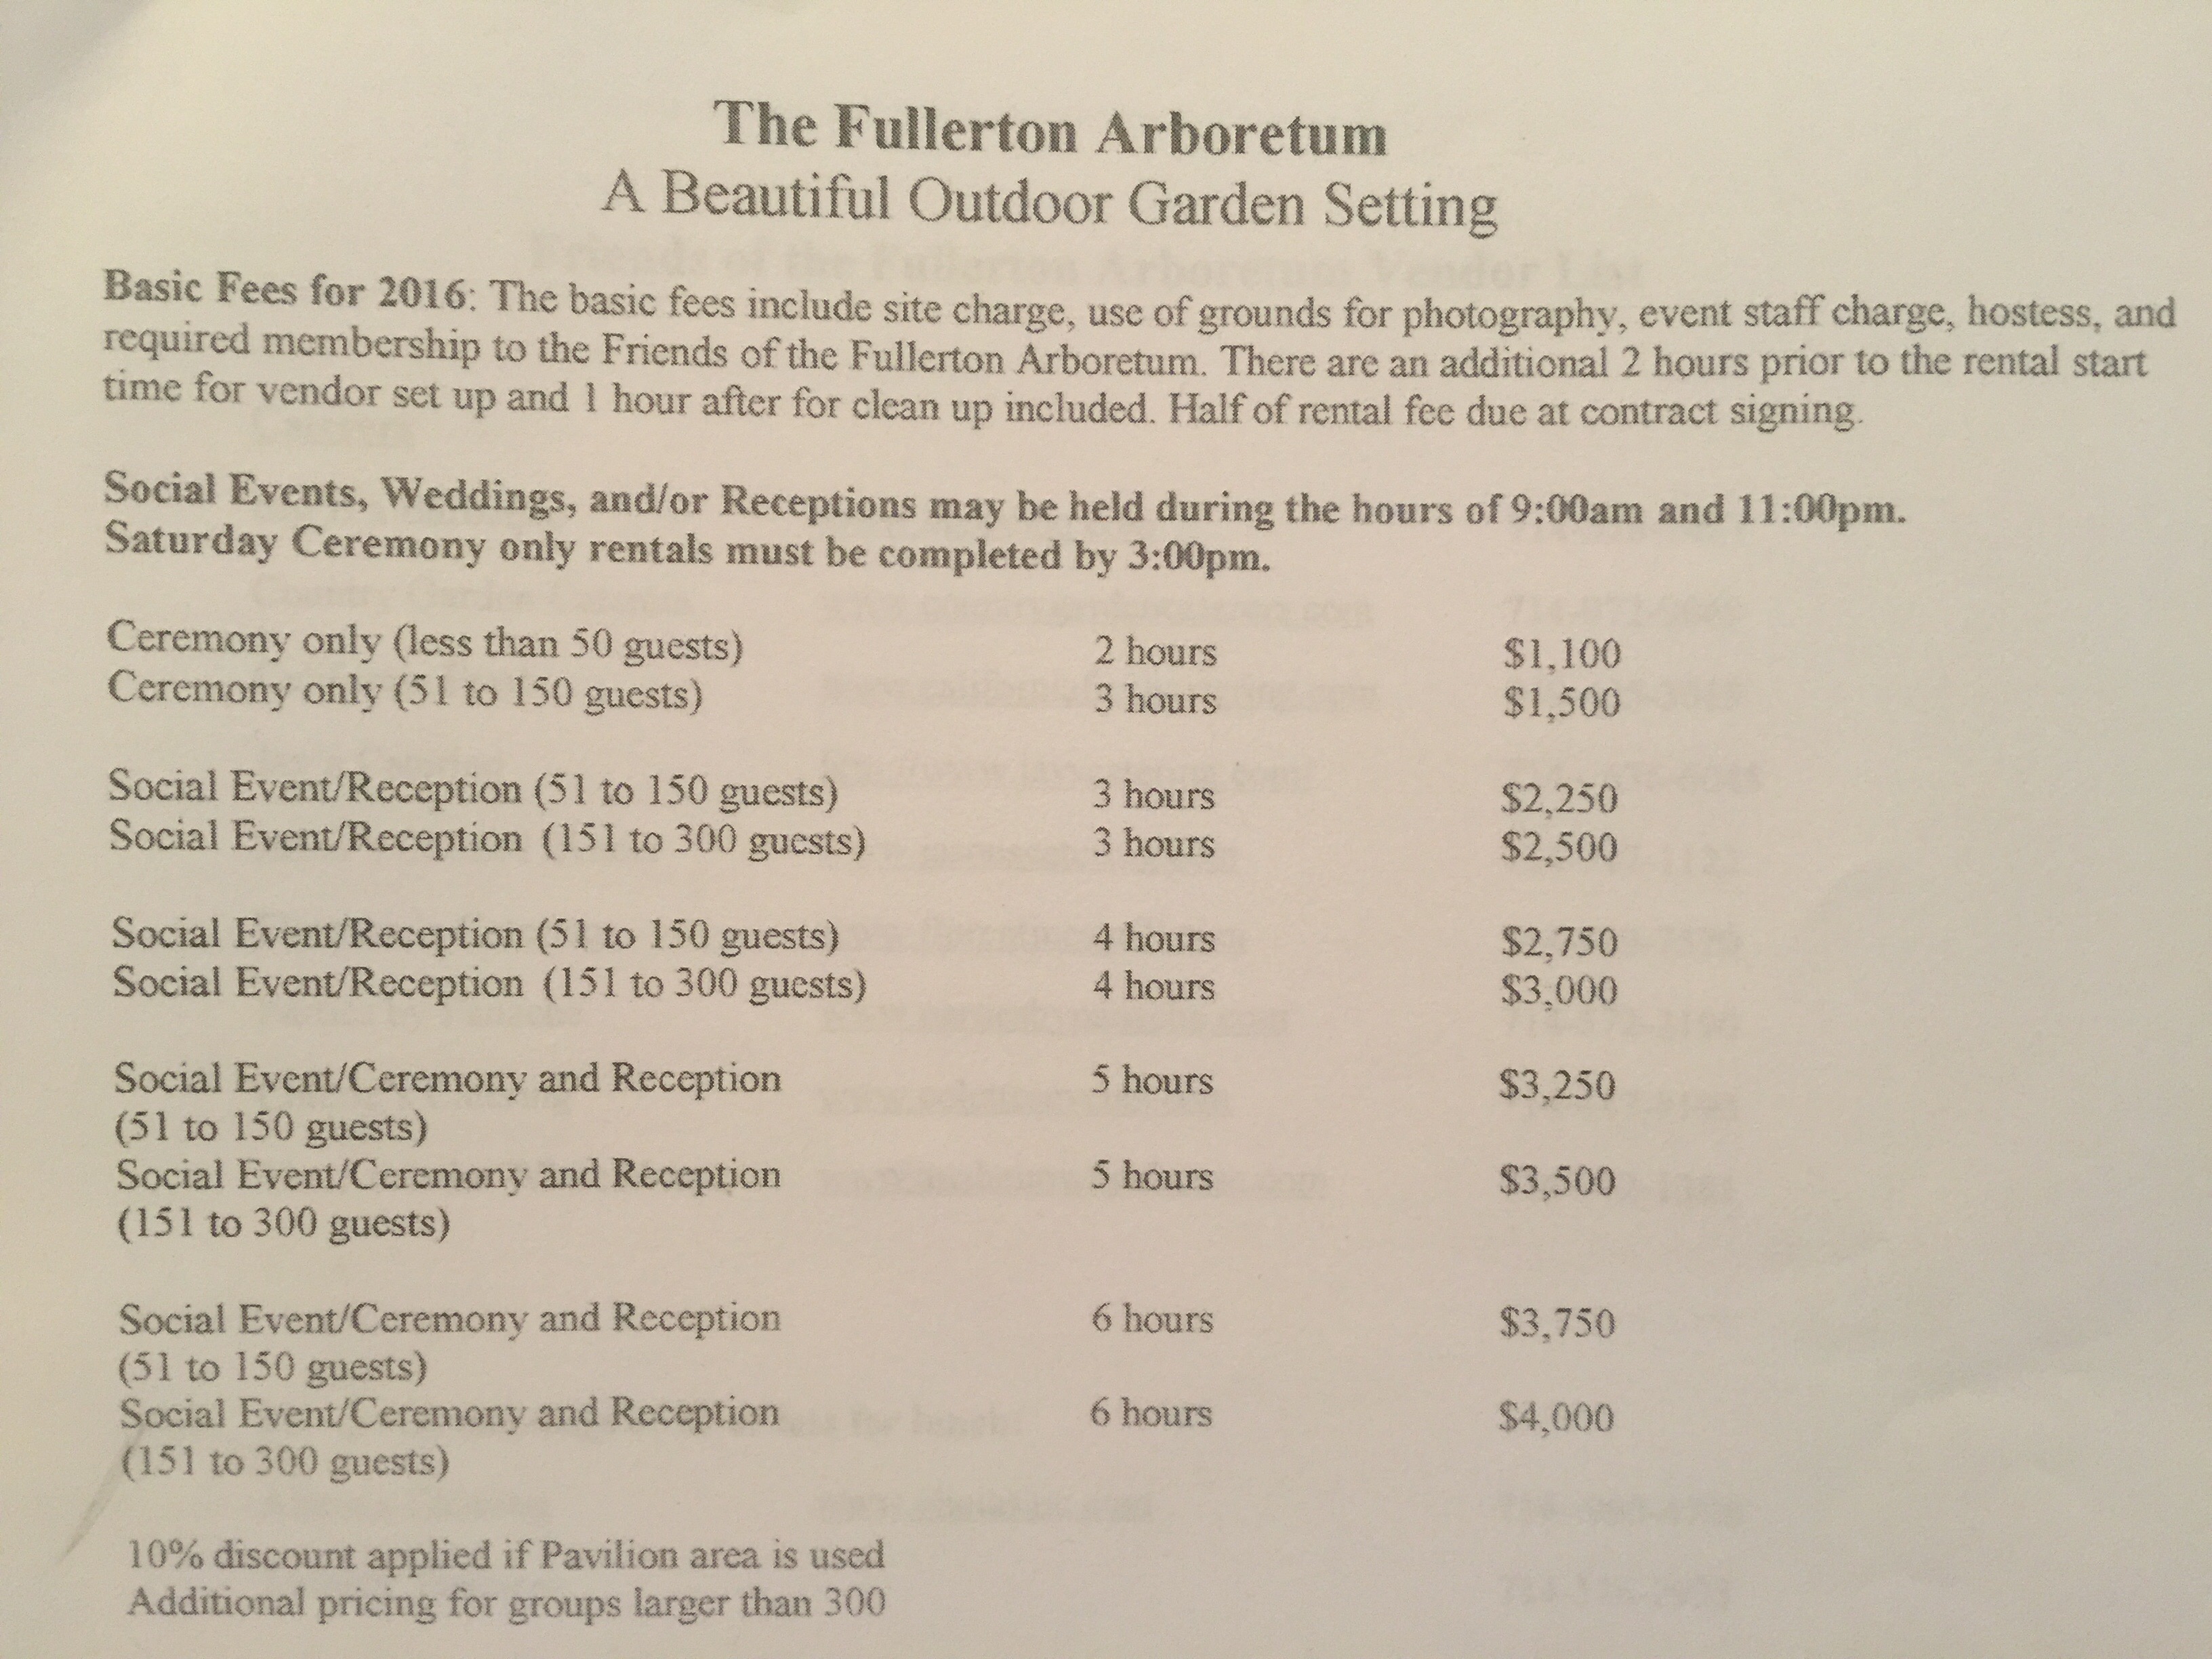 The Fullerton Arboretum
A Beautiful Outdoor Garden Setting
Basic Fees for 2016: The basic fees include site charge, use of grounds for photography, event staff charge, hostess, and
required membership to the Friends of the Fullerton Arboretum. There are an additional 2 hours prior to the rental start
time for vendor set up and 1 hour after for clean up included. Half of rental fee due at contract signing.
Social Events, Weddings, and/or Receptions may be held during the hours of 9:00am and 11:00pm.
Saturday Ceremony only rentals must be completed by 3:00pm.
Ceremony only (less than 50 guests) 2 hours $1,100
Ceremony only (51 to 150 guests) 3 hours $1,500
Social Event/Reception (51 to 150 guests) 3 hours $2,250
Social Event/Reception (151 to 300 guests) 3 hours $2,500
Social Event/Reception (51 to 150 guests) 4 hours $2,750
Social Event/Reception (151 to 300 guests) 4 hours $3,000
Social Event/Ceremony and Reception 5 hours $3,250
(51 to 150 guests)
Social Event/Ceremony and Reception 5 hours $3,500
(151 to 300 guests)
Social Event/Ceremony and Reception 6 hours $3,750
(51 to 150 guests)
Social Event/Ceremony and Reception 6 hours $4,000
(151 to 300 guests)
10% discount applied if Pavilion area is used
Additional pricing for groups larger than 300